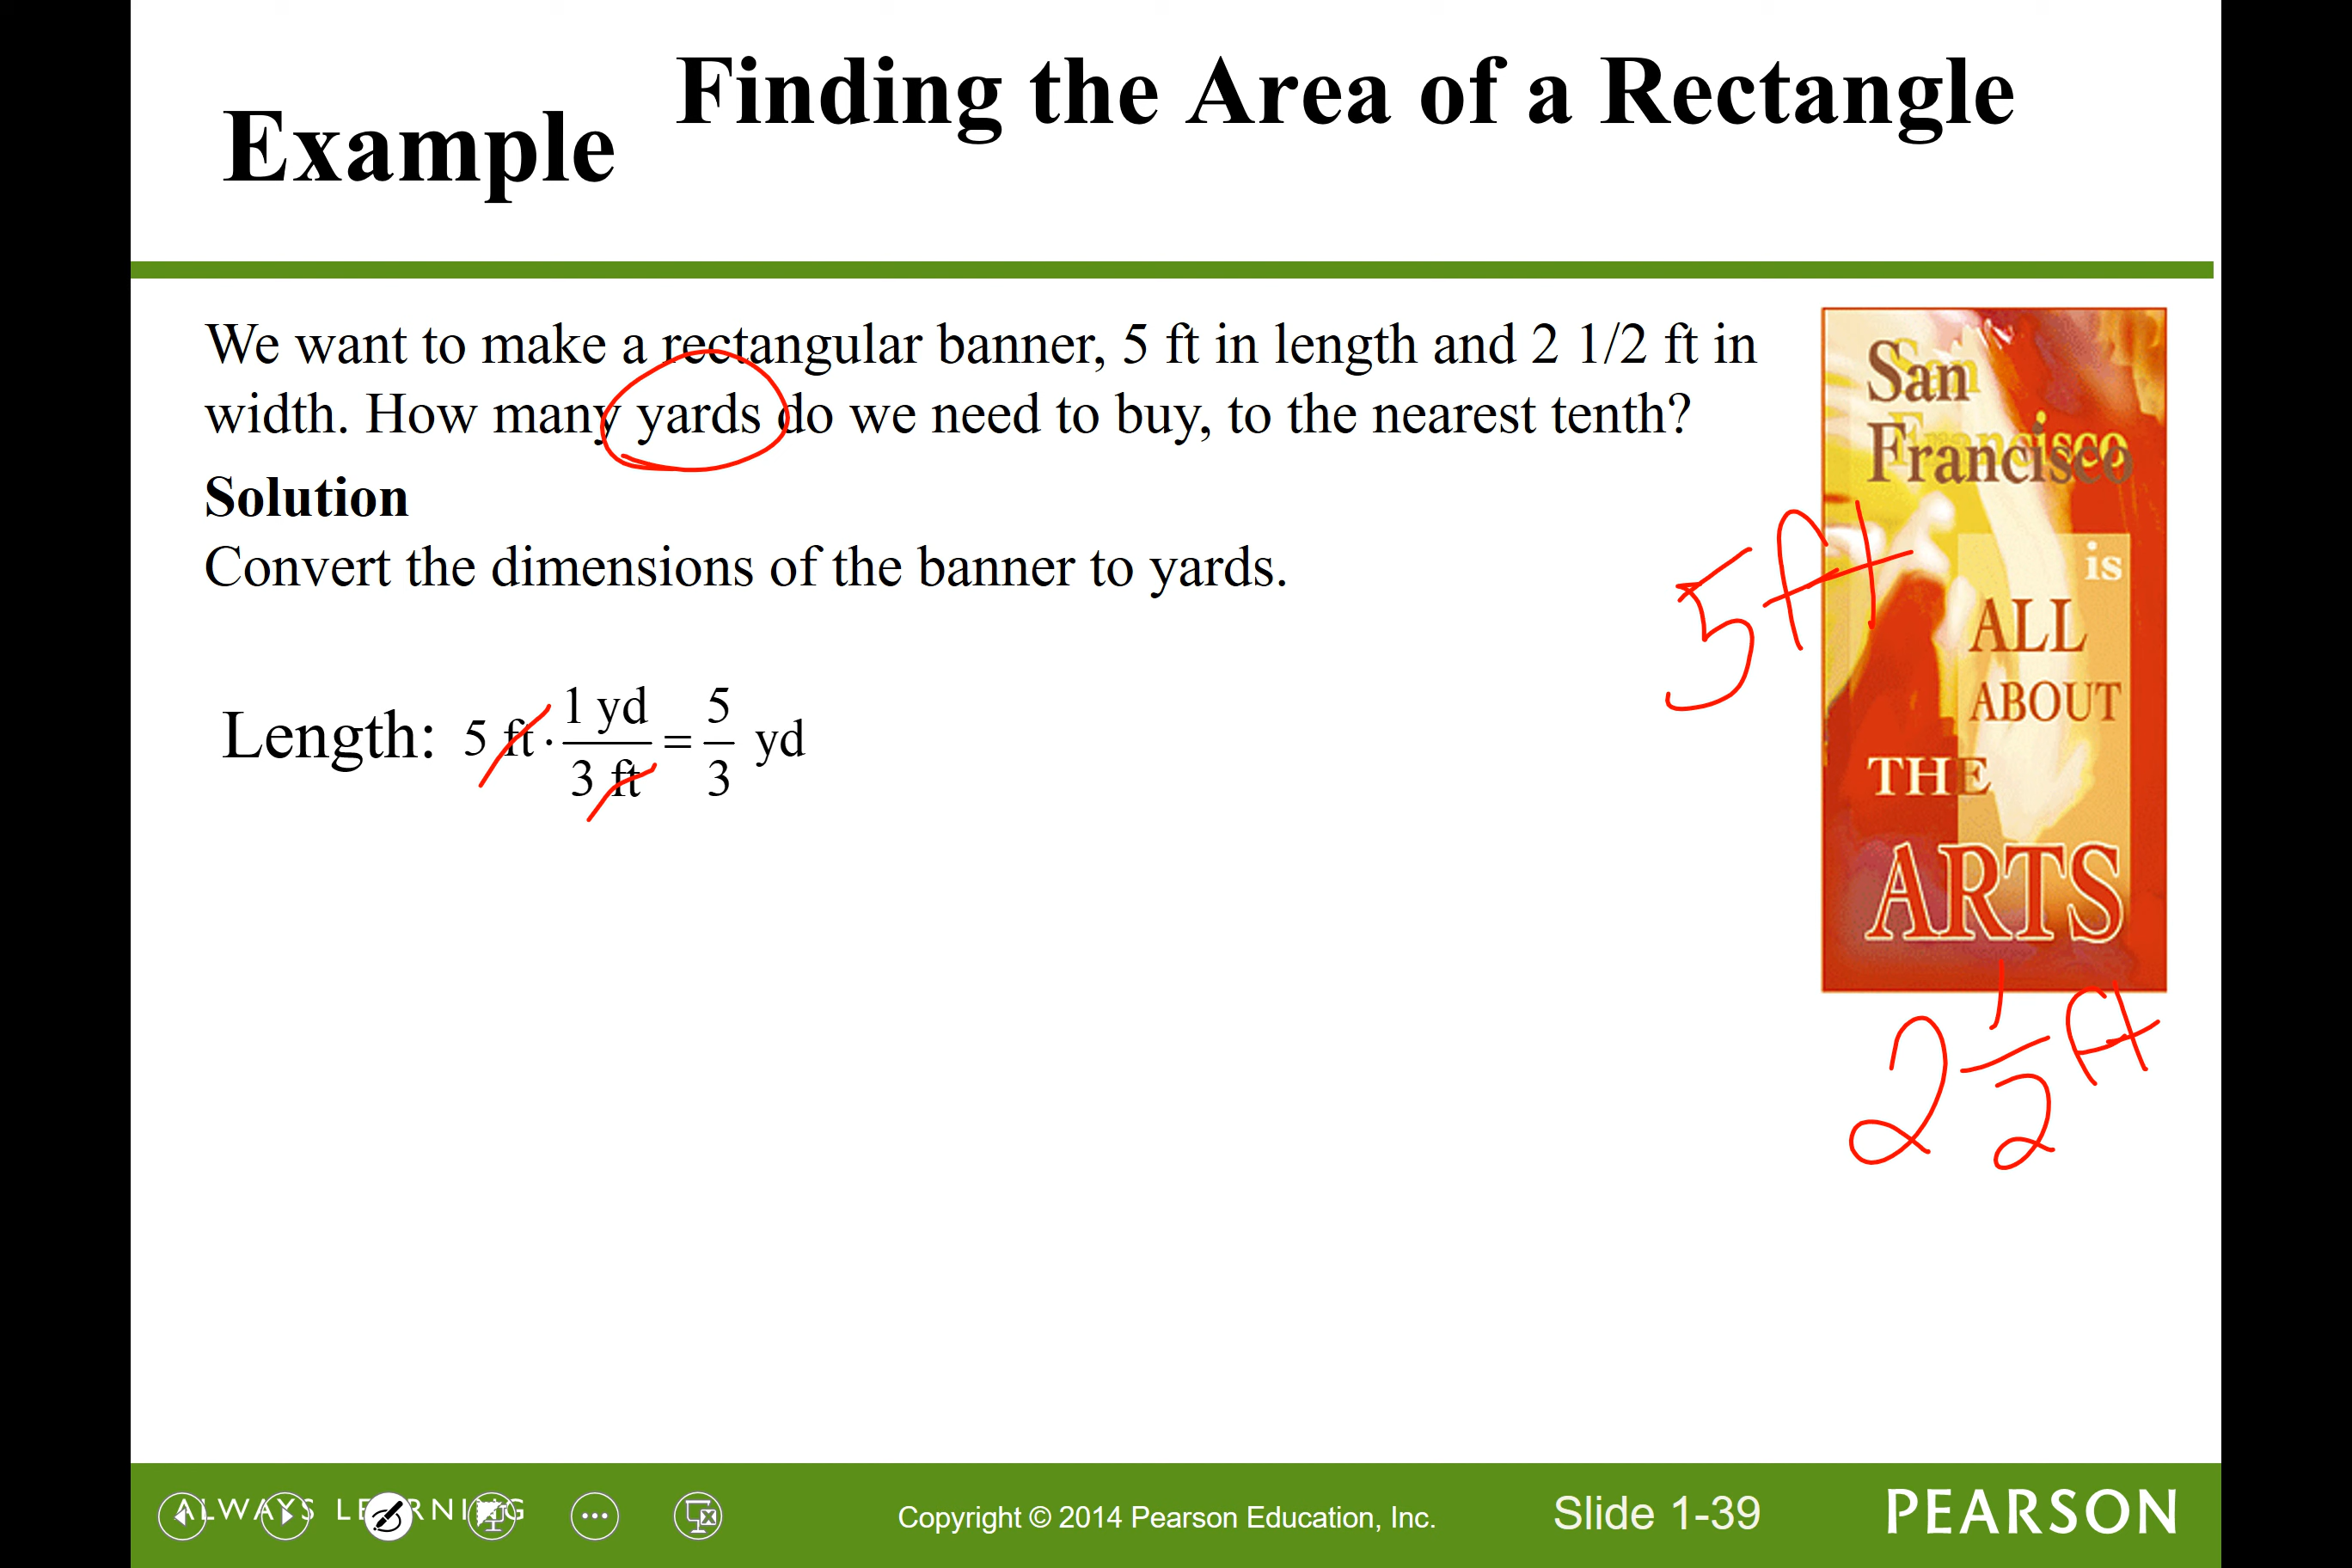 Finding the Area of a Rectangle
Example
We want to make a rectangular banner, 5 ft in length and 2 1/2 ft in
width. How many yards do we need to buy, to the nearest tenth?
Solution
Convert the dimensions of the banner to yards.
Length: 5 ft · 1 yd / 3 ft = 5/3 yd
San
Francisco
is
ALL
ABOUT
THE
ARTS
5 ft
2 1/2 ft
ALWAYS LEARNING
Copyright © 2014 Pearson Education, Inc.
Slide 1-39
PEARSON